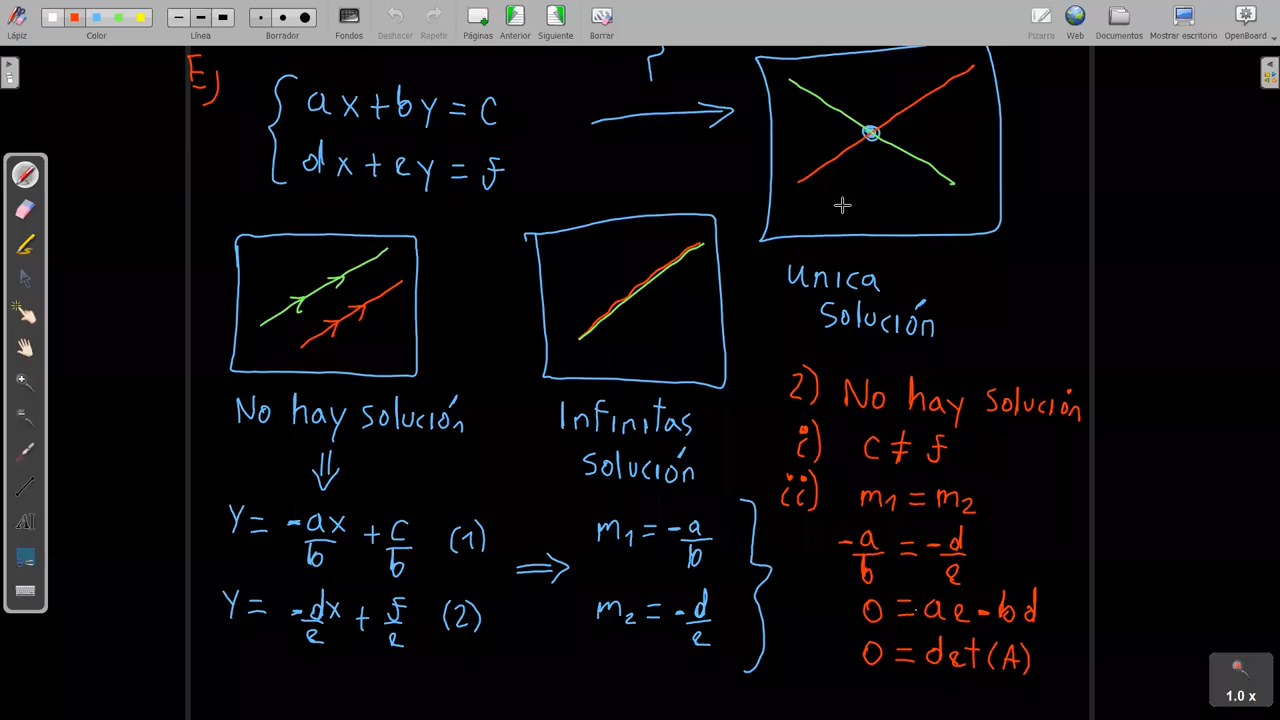 Lápiz
Color
Línea
Borrador
Fondos
Deshacer
Repetir
Páginas
Anterior
Siguiente
Borrar
Pizarra
Web
Documentos
Mostrar escritorio
OpenBoard
E)
ax + by = c
dx + ey = f
unica
solución
No hay solución
⇓
Infinitas
solución
y = -ax/b + c/b (1)
y = -dx/e + f/e (2)
⇒
m₁ = -a/b
m₂ = -d/e
2) No hay solución
i) c ≠ f
ii) m₁ = m₂
-a/b = -d/e
0 = ae - bd
0 = det(A)
1.0 x